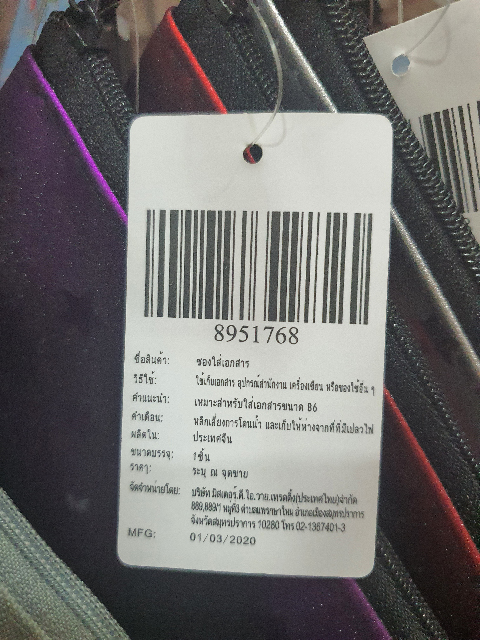 8951768
ชื่อสินค้า: ซองใส่เอกสาร
วิธีใช้: ใช้เก็บเอกสาร อุปกรณ์สำนักงาน เครื่องเขียน หรือของใช้อื่น ๆ
คำแนะนำ: เหมาะสำหรับใส่เอกสารขนาด B6
คำเตือน: หลีกเลี่ยงการโดนน้ำ และเก็บให้ห่างจากที่ที่มีเปลวไฟ
ผลิตใน: ประเทศจีน
ขนาดบรรจุ: 1ชิ้น
ราคา: ระบุ ณ จุดขาย
จัดจำหน่ายโดย: บริษัท มิสเตอร์.ดี.ไอ.วาย.เทรดดิ้ง(ประเทศไทย)จำกัด
889,889/1 หมู่ที่3 ตำบลแพรกษาใหม่ อำเภอเมืองสมุทรปราการ
จังหวัดสมุทรปราการ 10280 โทร 02-1367401-3
MFG: 01/03/2020